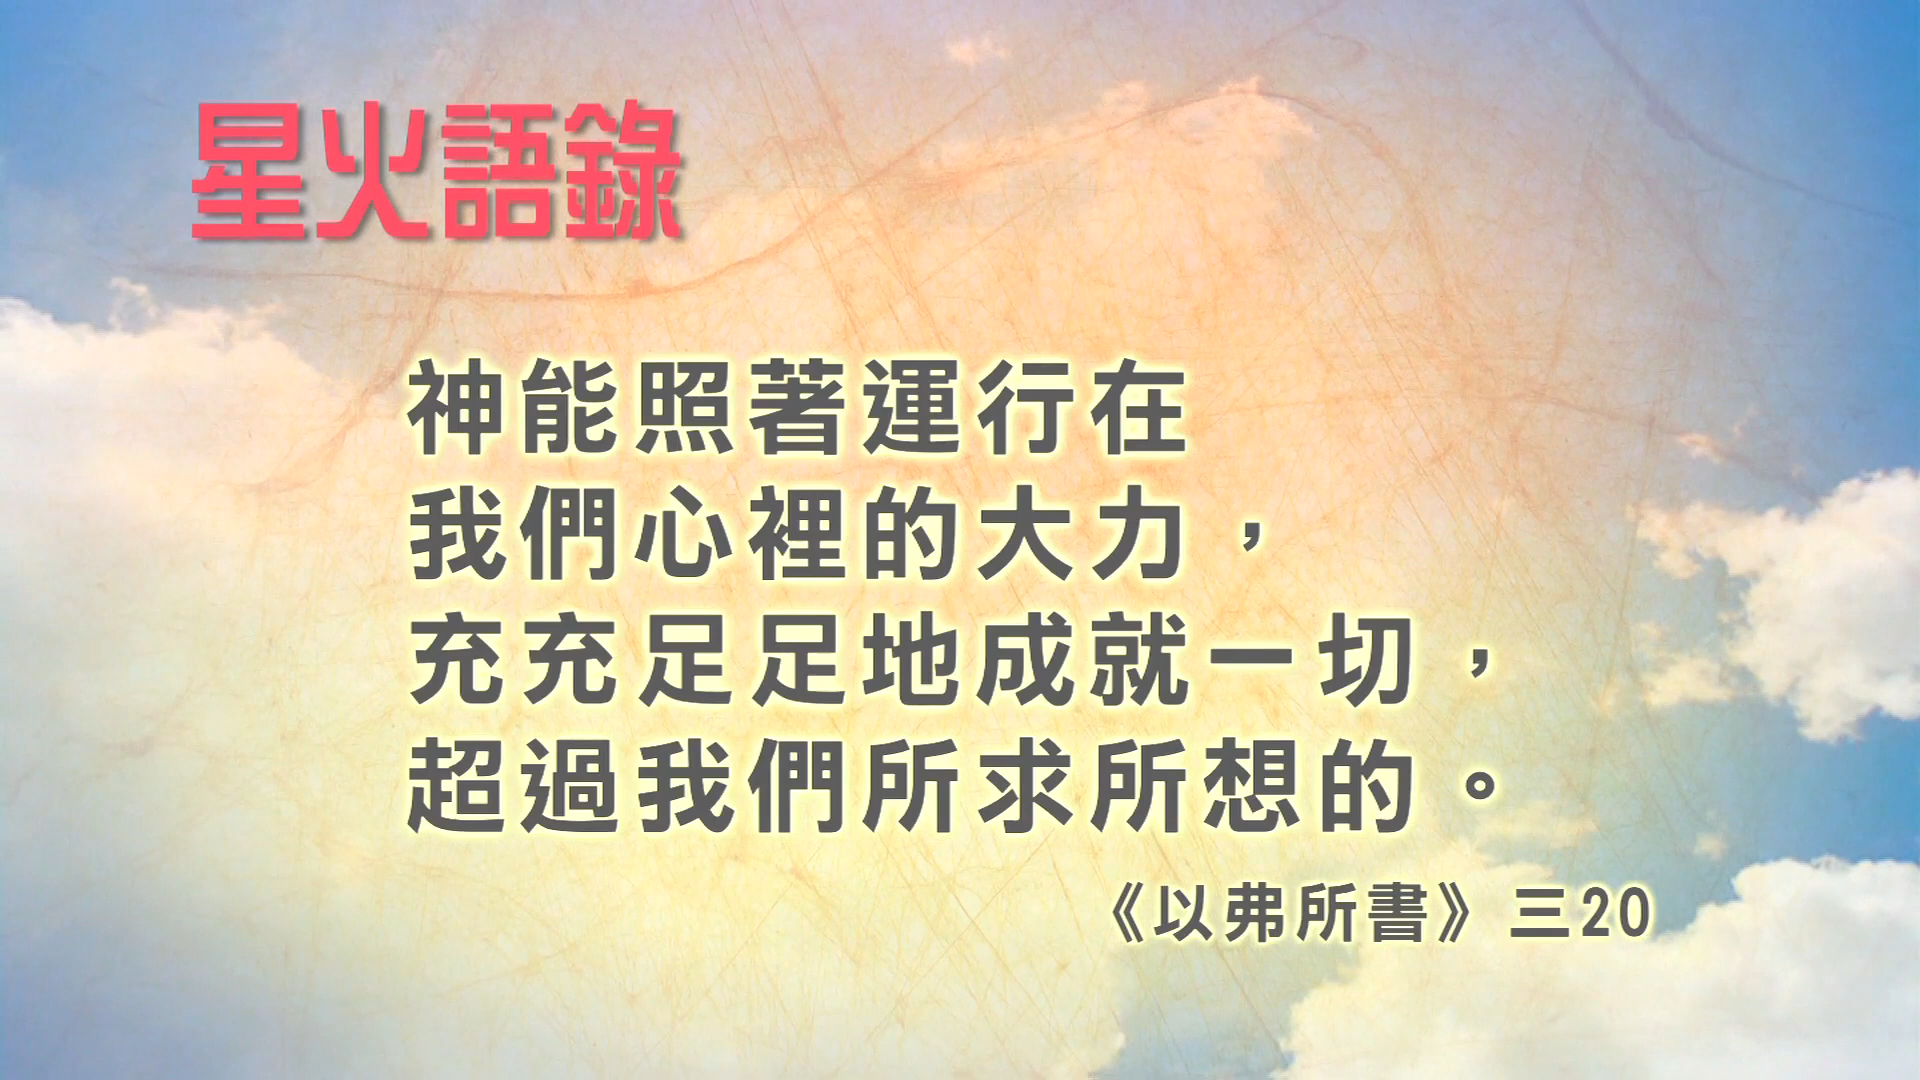 星火語錄
神能照著運行在
我們心裡的大力，
充充足足地成就一切，
超過我們所求所想的。
《以弗所書》三20